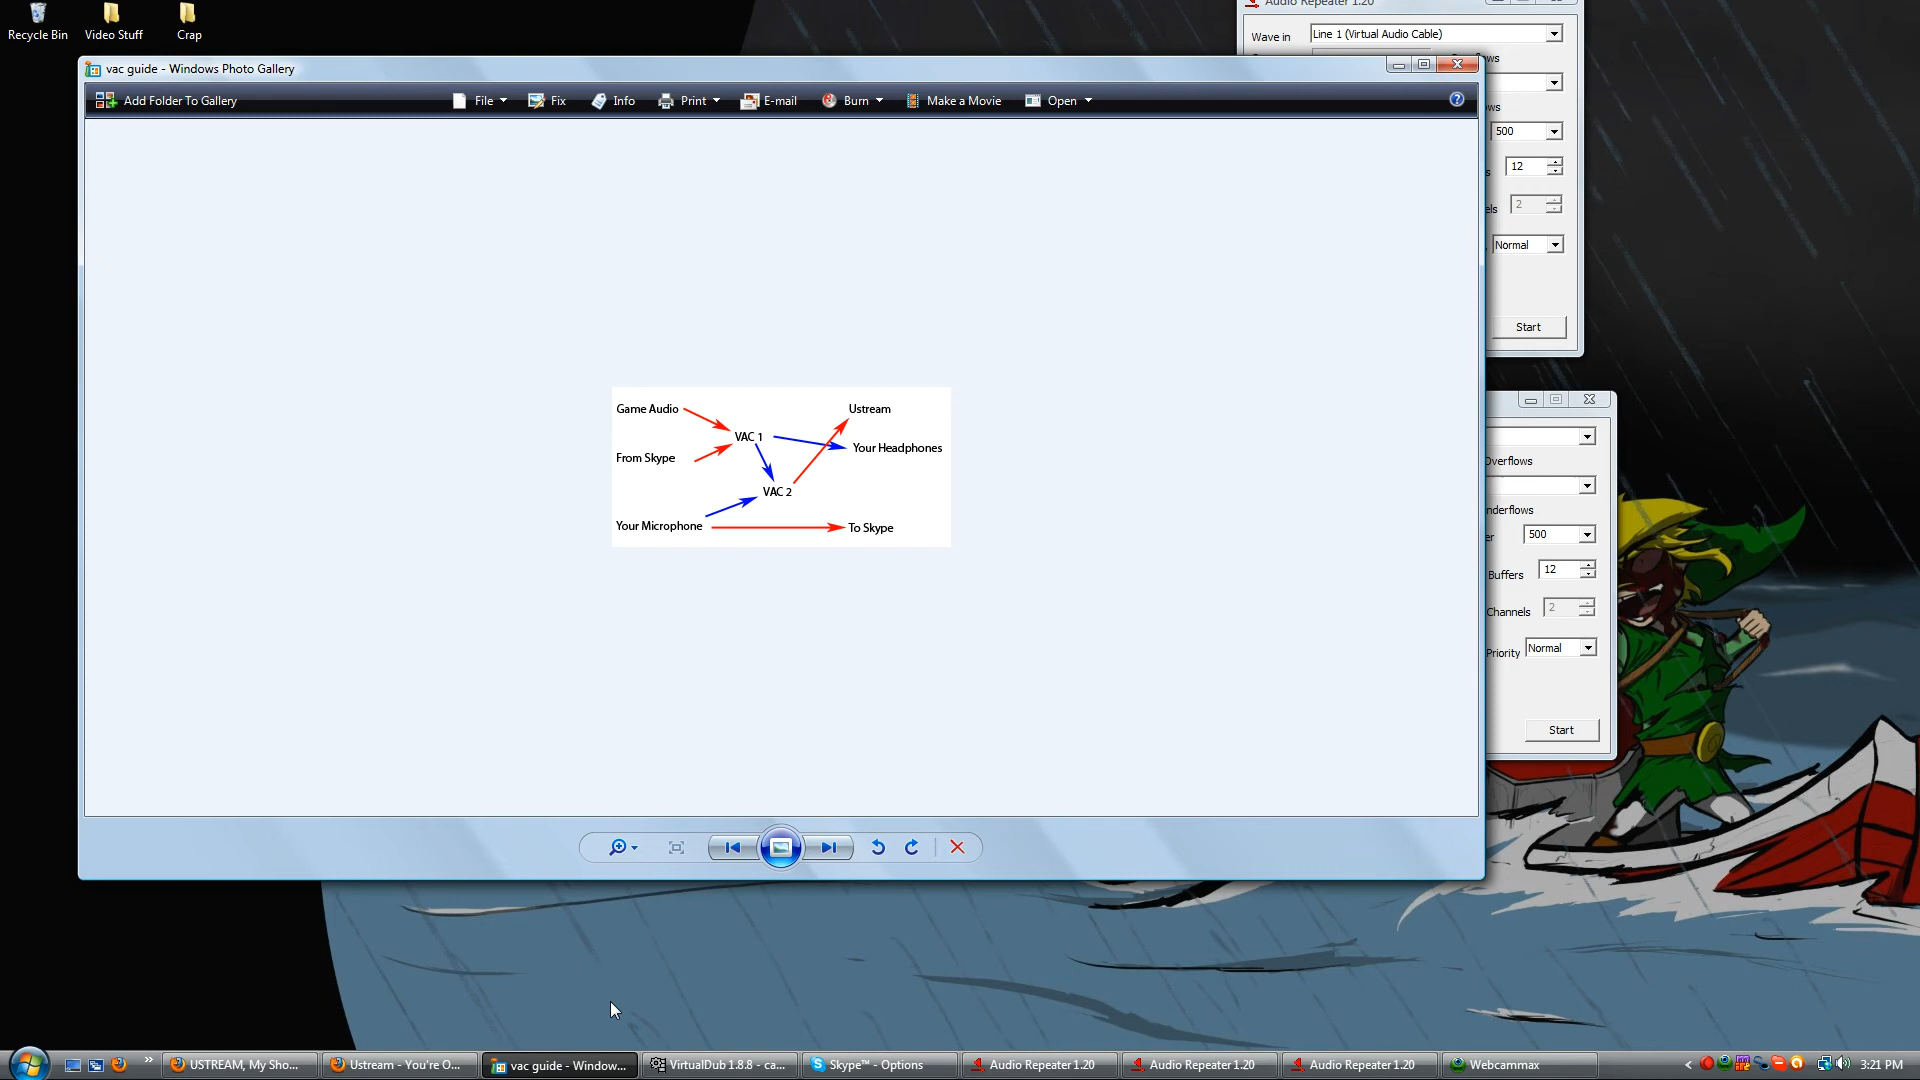 Recycle Bin
Video Stuff
Crap
Audio Repeater 1.20
Wave in
Line 1 (Virtual Audio Cable)
500
12
2
Normal
Start
vac guide - Windows Photo Gallery
Add Folder To Gallery
File
Fix
Info
Print
E-mail
Burn
Make a Movie
Open
Game Audio
Ustream
VAC 1
Your Headphones
From Skype
VAC 2
Your Microphone
To Skype
Overflows
500
Buffers
12
Channels
2
Priority
Normal
Start
USTREAM, My Sho...
Ustream - You're O...
vac guide - Window...
VirtualDub 1.8.8 - ca...
Skype™ - Options
Audio Repeater 1.20
Audio Repeater 1.20
Audio Repeater 1.20
Webcammax
3:21 PM